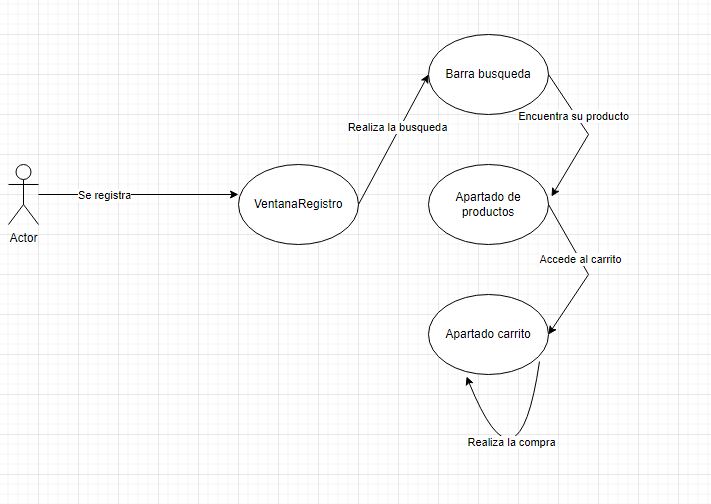 Barra busqueda
Encuentra su producto
Realiza la busqueda
Se registra
VentanaRegistro
Apartado de
productos
Actor
Accede al carrito
Apartado carrito
Realiza la compra